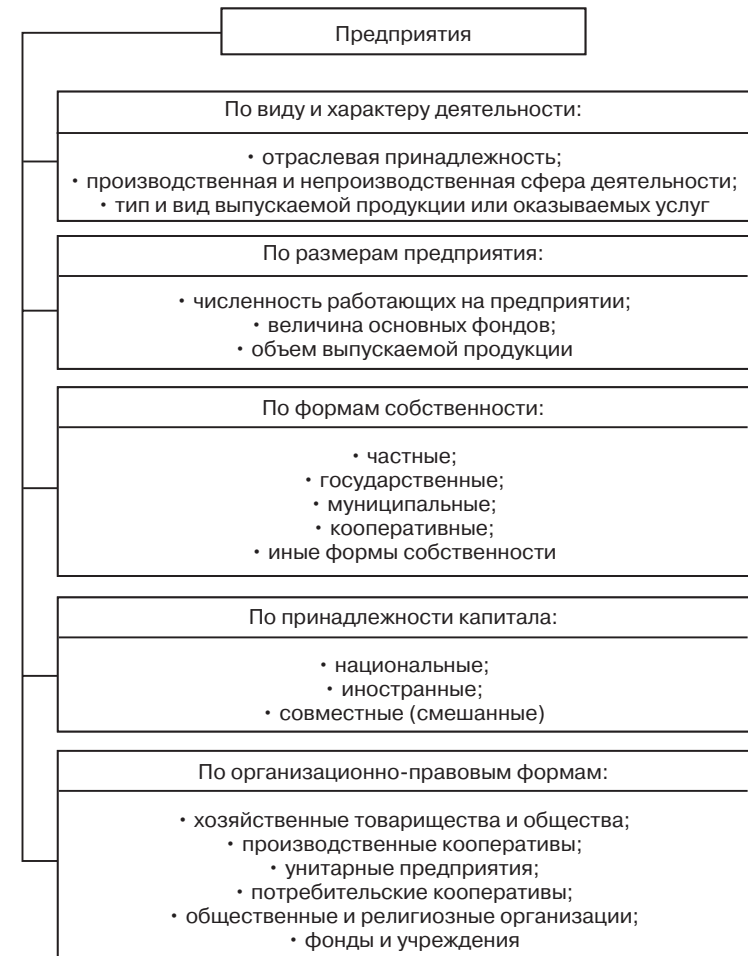 Предприятия
По виду и характеру деятельности:
• отраслевая принадлежность;
• производственная и непроизводственная сфера деятельности;
• тип и вид выпускаемой продукции или оказываемых услуг
По размерам предприятия:
• численность работающих на предприятии;
• величина основных фондов;
• объем выпускаемой продукции
По формам собственности:
• частные;
• государственные;
• муниципальные;
• кооперативные;
• иные формы собственности
По принадлежности капитала:
• национальные;
• иностранные;
• совместные (смешанные)
По организационно-правовым формам:
• хозяйственные товарищества и общества;
• производственные кооперативы;
• унитарные предприятия;
• потребительские кооперативы;
• общественные и религиозные организации;
• фонды и учреждения